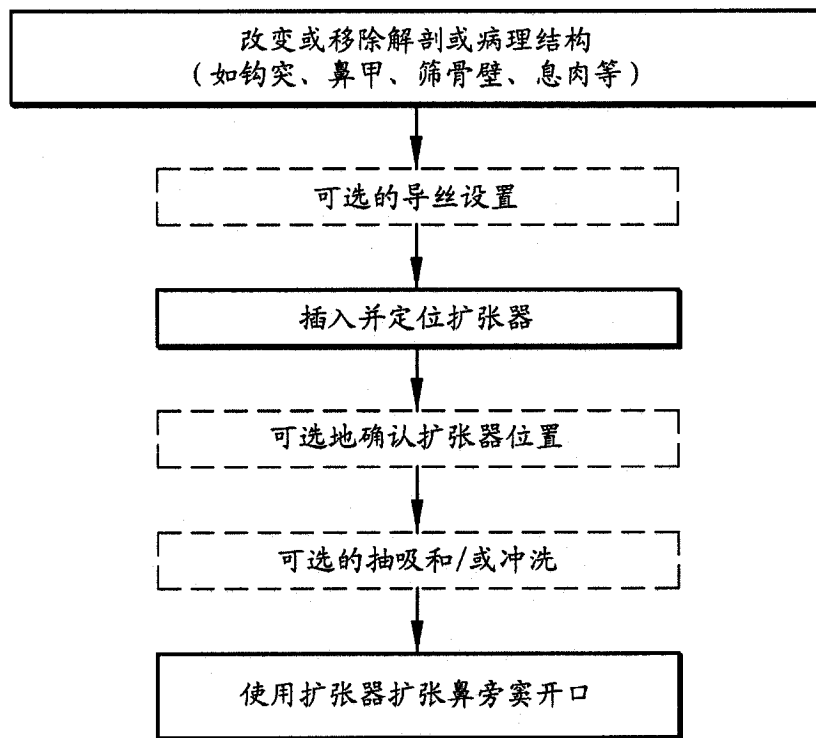 改变或移除解剖或病理结构
（如钩突、鼻甲、筛骨壁、息肉等）
可选的导丝设置
插入并定位扩张器
可选地确认扩张器位置
可选的抽吸和/或冲洗
使用扩张器扩张鼻旁窦开口